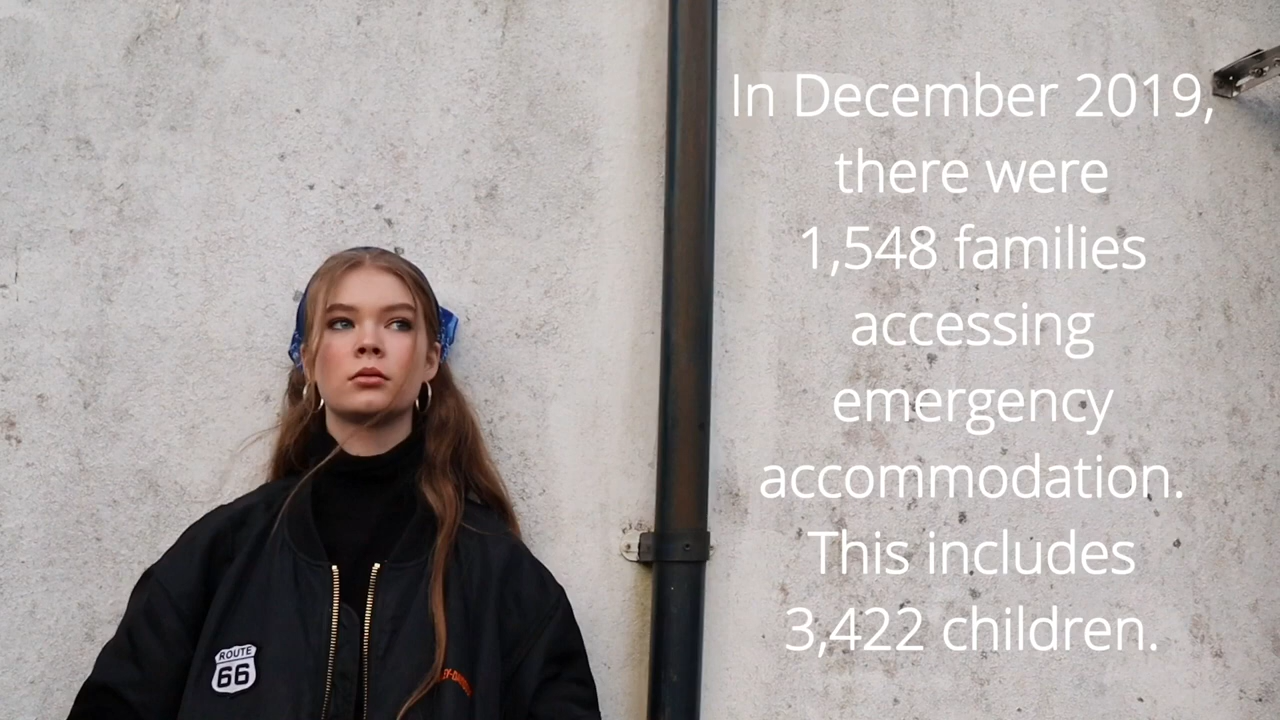 In December 2019,
there were
1,548 families
accessing
emergency
accommodation.
This includes
3,422 children.
ROUTE
66